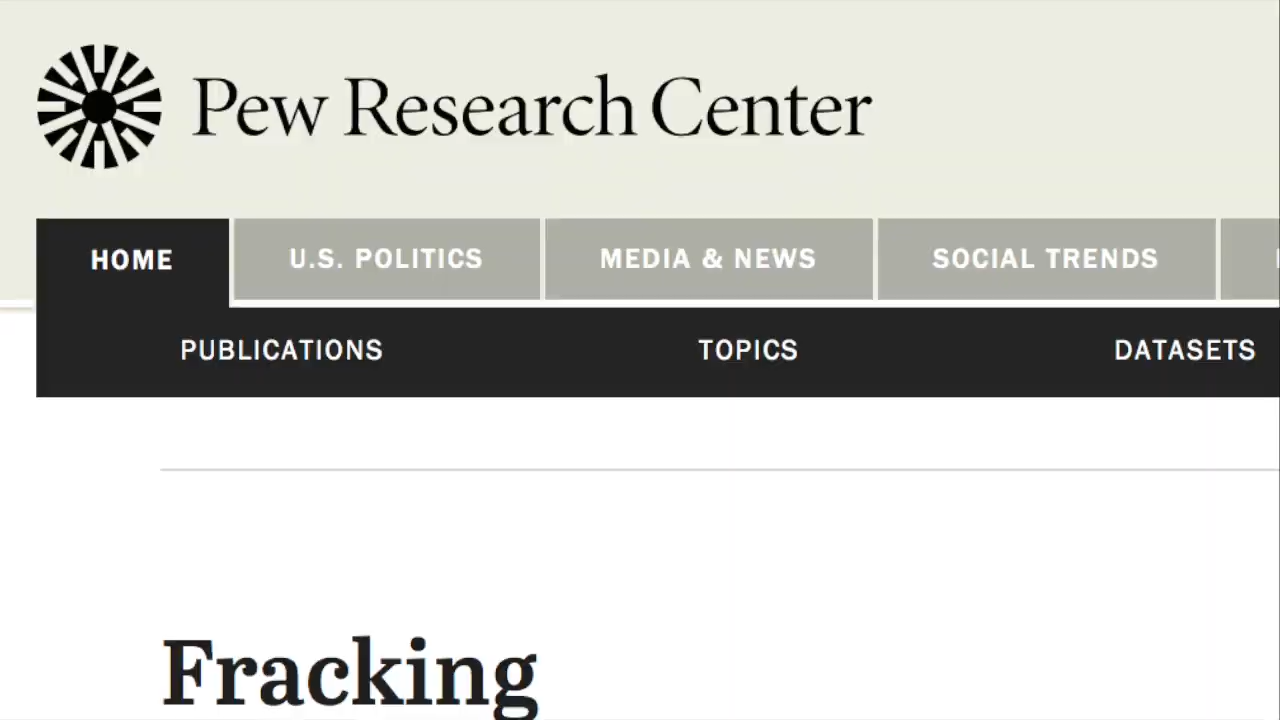 Pew Research Center
HOME U.S. POLITICS MEDIA & NEWS SOCIAL TRENDS
PUBLICATIONS TOPICS DATASETS
Fracking